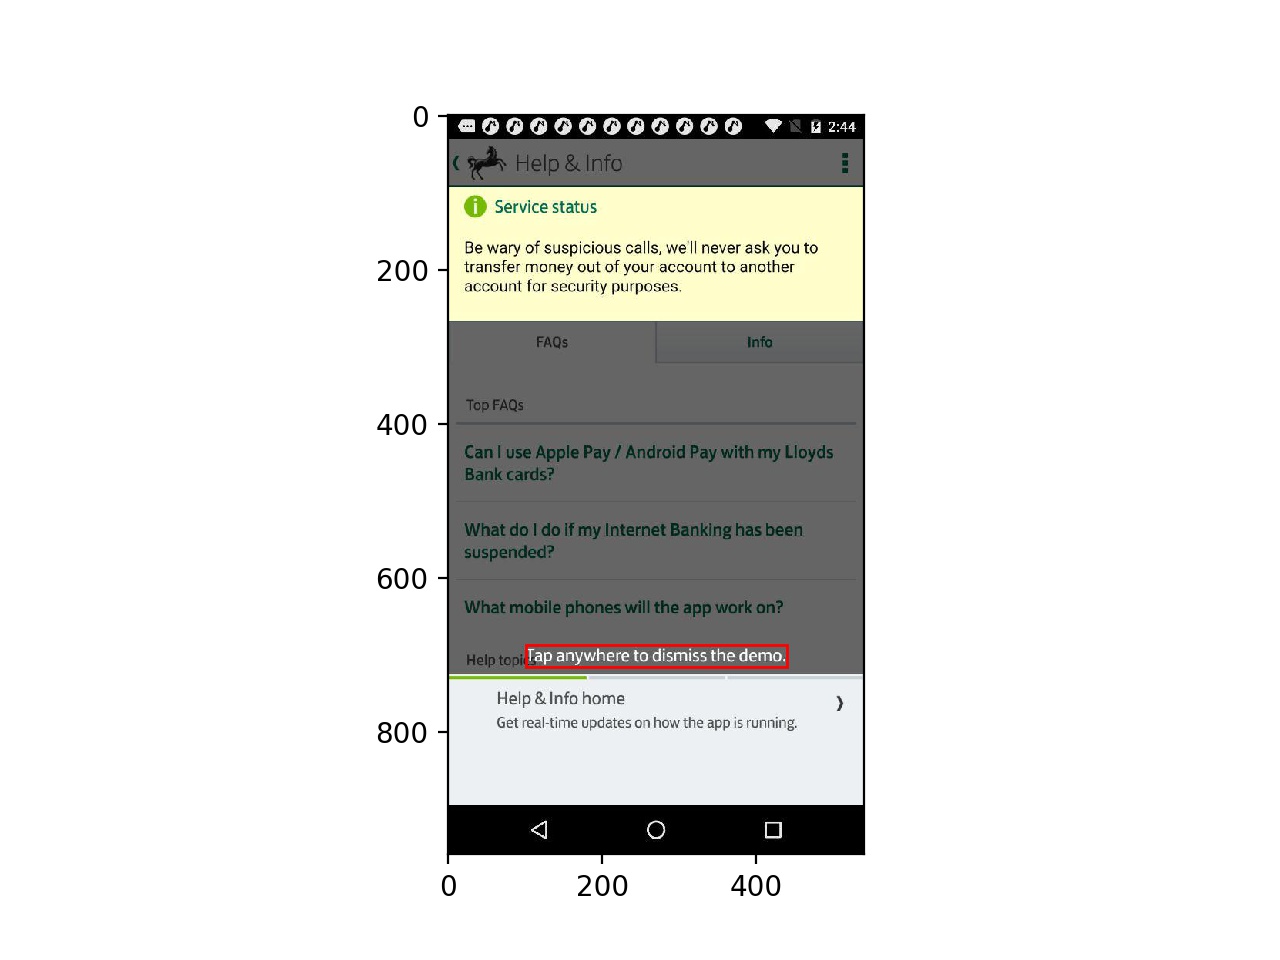 0
200
400
600
800
2:44
Help & Info
Service status
Be wary of suspicious calls, we'll never ask you to
transfer money out of your account to another
account for security purposes.
FAQs
Info
Top FAQs
Can I use Apple Pay / Android Pay with my Lloyds
Bank cards?
What do I do if my Internet Banking has been
suspended?
What mobile phones will the app work on?
Tap anywhere to dismiss the demo.
Help topics
Help & Info home
Get real-time updates on how the app is running.
0
200
400